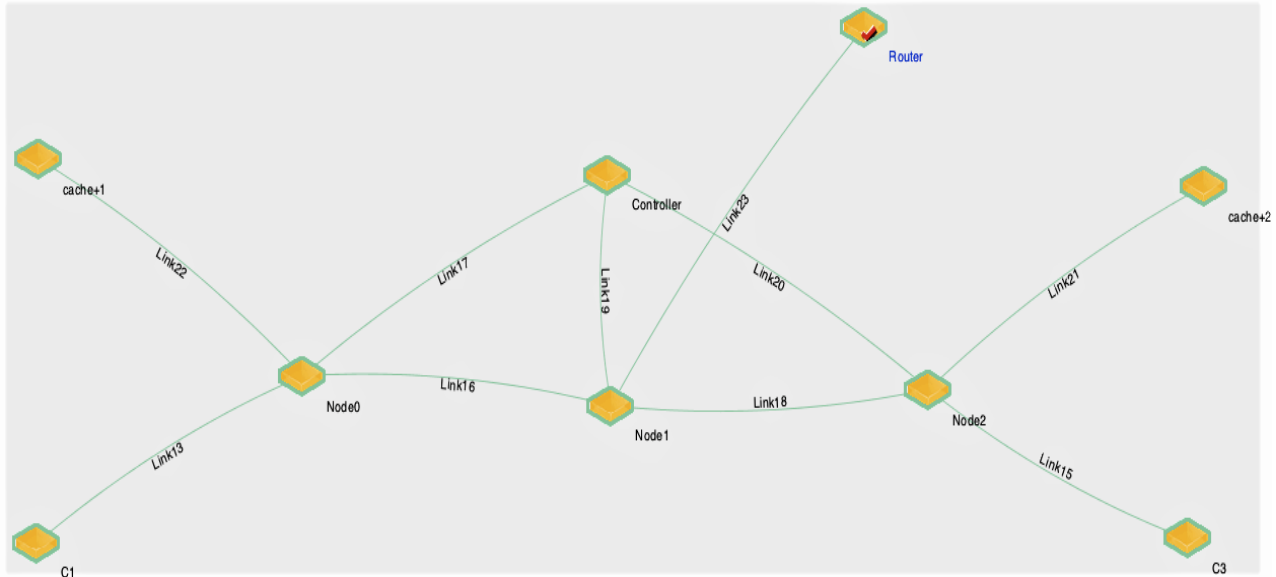 Router
cache+1
Controller
Link23
cache+2
Link22
Link17
Link19
Link20
Link21
Link16
Link18
Node0
Node1
Node2
Link13
Link15
C1
C3